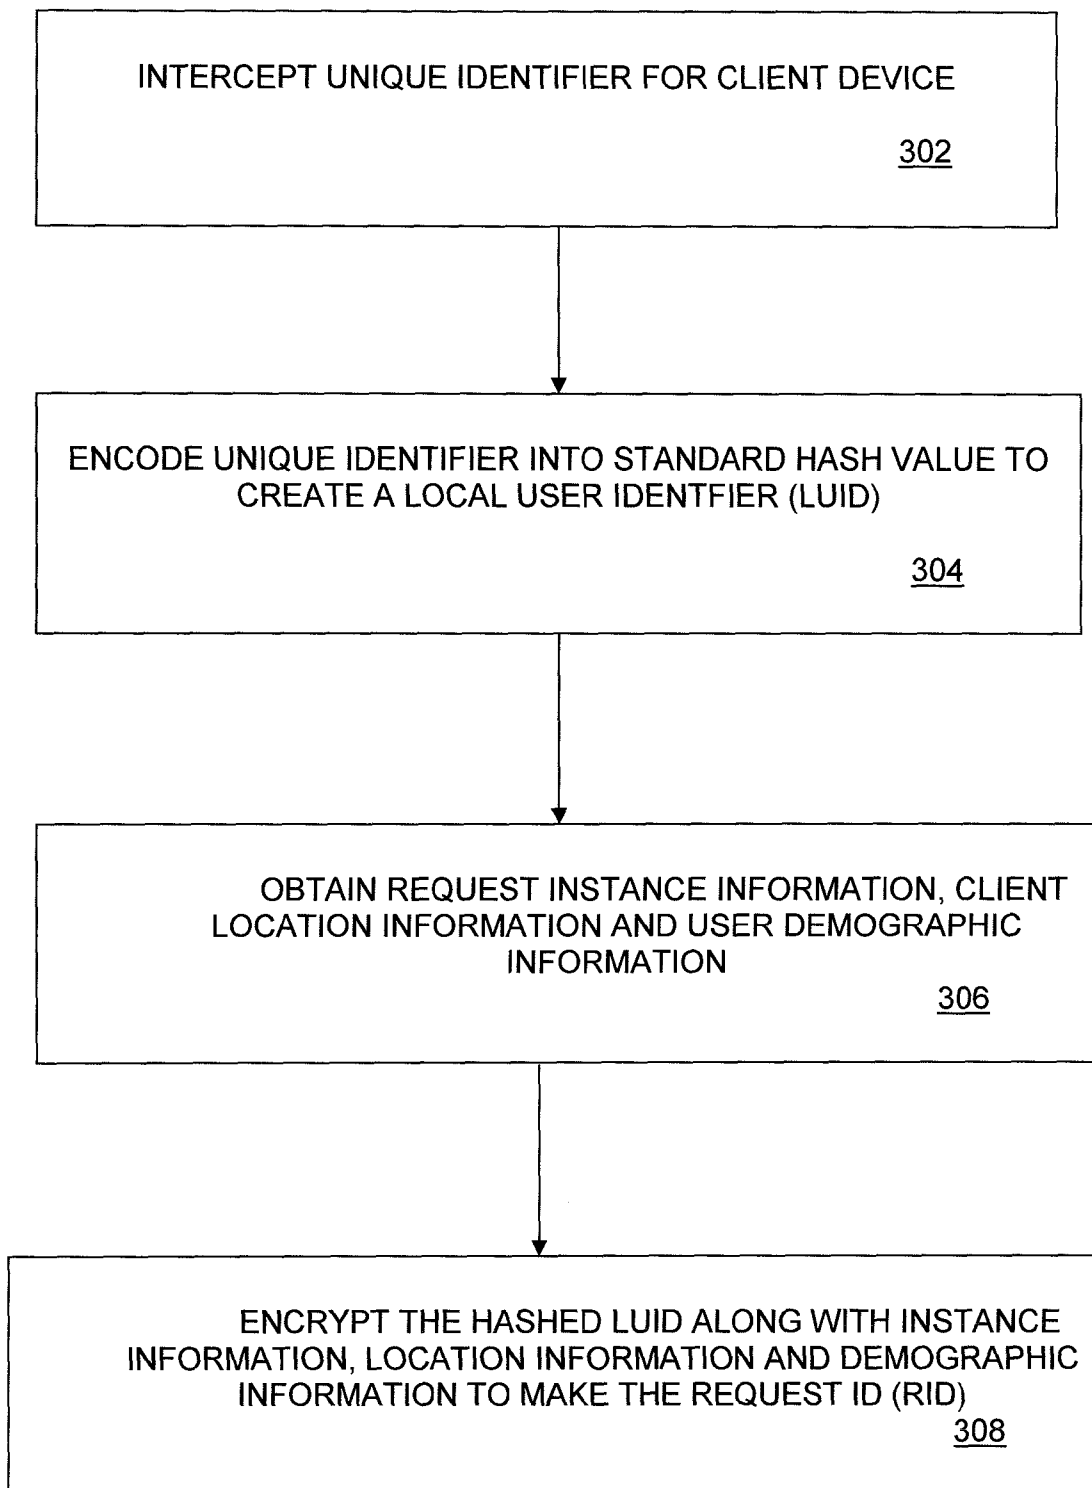 INTERCEPT UNIQUE IDENTIFIER FOR CLIENT DEVICE
302
ENCODE UNIQUE IDENTIFIER INTO STANDARD HASH VALUE TO
CREATE A LOCAL USER IDENTFIER (LUID)
304
OBTAIN REQUEST INSTANCE INFORMATION, CLIENT
LOCATION INFORMATION AND USER DEMOGRAPHIC
INFORMATION
306
ENCRYPT THE HASHED LUID ALONG WITH INSTANCE
INFORMATION, LOCATION INFORMATION AND DEMOGRAPHIC
INFORMATION TO MAKE THE REQUEST ID (RID)
308